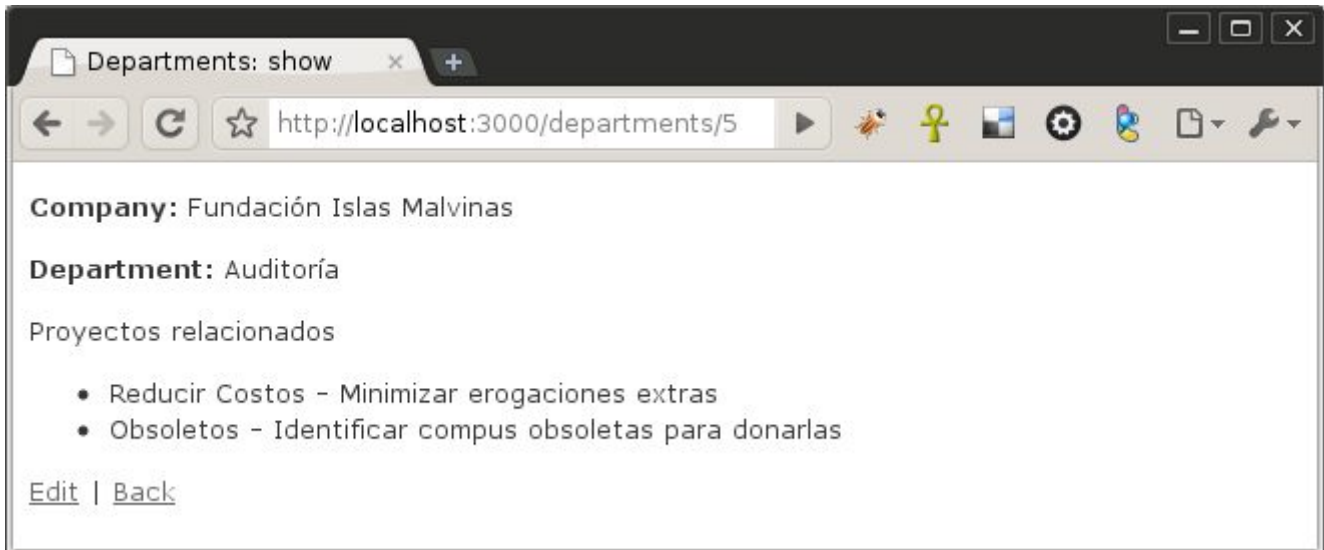 Departments: show
http://localhost:3000/departments/5
Company: Fundación Islas Malvinas
Department: Auditoría
Proyectos relacionados
• Reducir Costos – Minimizar erogaciones extras
• Obsoletos – Identificar compus obsoletas para donarlas
Edit | Back